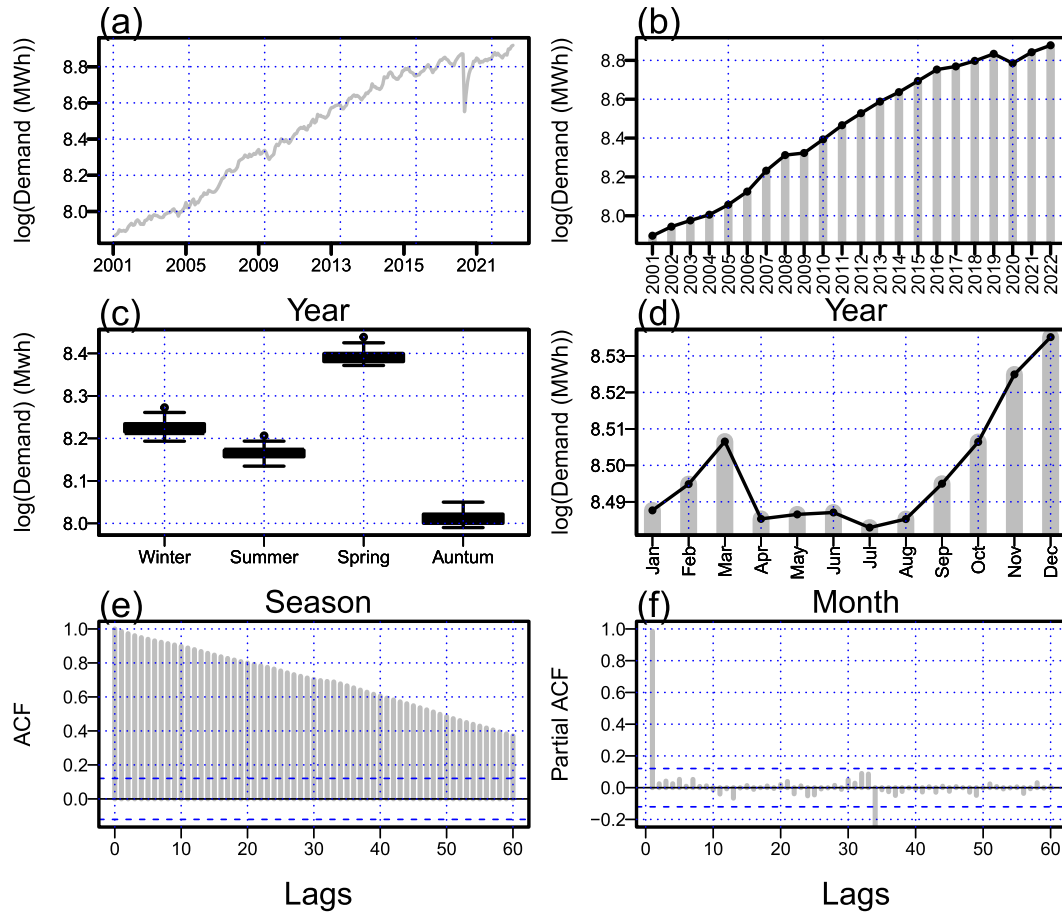 (a)
log(Demand (MWh))
8.8
8.6
8.4
8.2
8.0
2001 2005 2009 2013 2015 2021
Year
(b)
log(Demand (MWh))
8.8
8.6
8.4
8.2
8.0
2001 2002 2003 2004 2005 2006 2007 2008 2009 2010 2011 2012 2013 2014 2015 2016 2017 2018 2019 2020 2021 2022
Year
(c)
log(Demand) (Mwh)
8.4
8.3
8.2
8.1
8.0
Winter Summer Spring Auntum
Season
(d)
log(Demand (MWh))
8.53
8.52
8.51
8.50
8.49
Jan Feb Mar Apr May Jun Jul Aug Sep Oct Nov Dec
Month
(e)
ACF
1.0
0.8
0.6
0.4
0.2
0.0
0 10 20 30 40 50 60
Lags
(f)
Partial ACF
1.0
0.8
0.6
0.4
0.2
0.0
−0.2
0 10 20 30 40 50 60
Lags